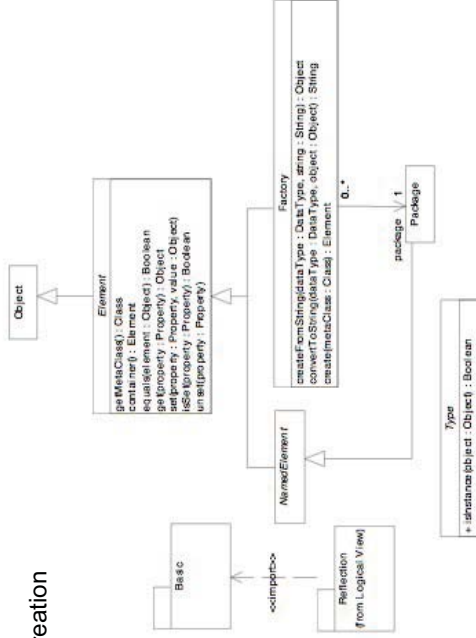 eation
Object
Element
getMetaClass() : Class
container() : Element
equals(element : Object) : Boolean
get(property : Property) : Object
set(property : Property, value : Object)
isSet(property : Property) : Boolean
unset(property : Property)
Factory
createFromString(dataType : DataType, string : String) : Object
convertToString(dataType : DataType, object : Object) : String
create(metaClass : Class) : Element
NamedElement
0..*
package
1
Package
Basic
<<import>>
Reflection
(from Logical View)
Type
+ isInstance(object : Object) : Boolean